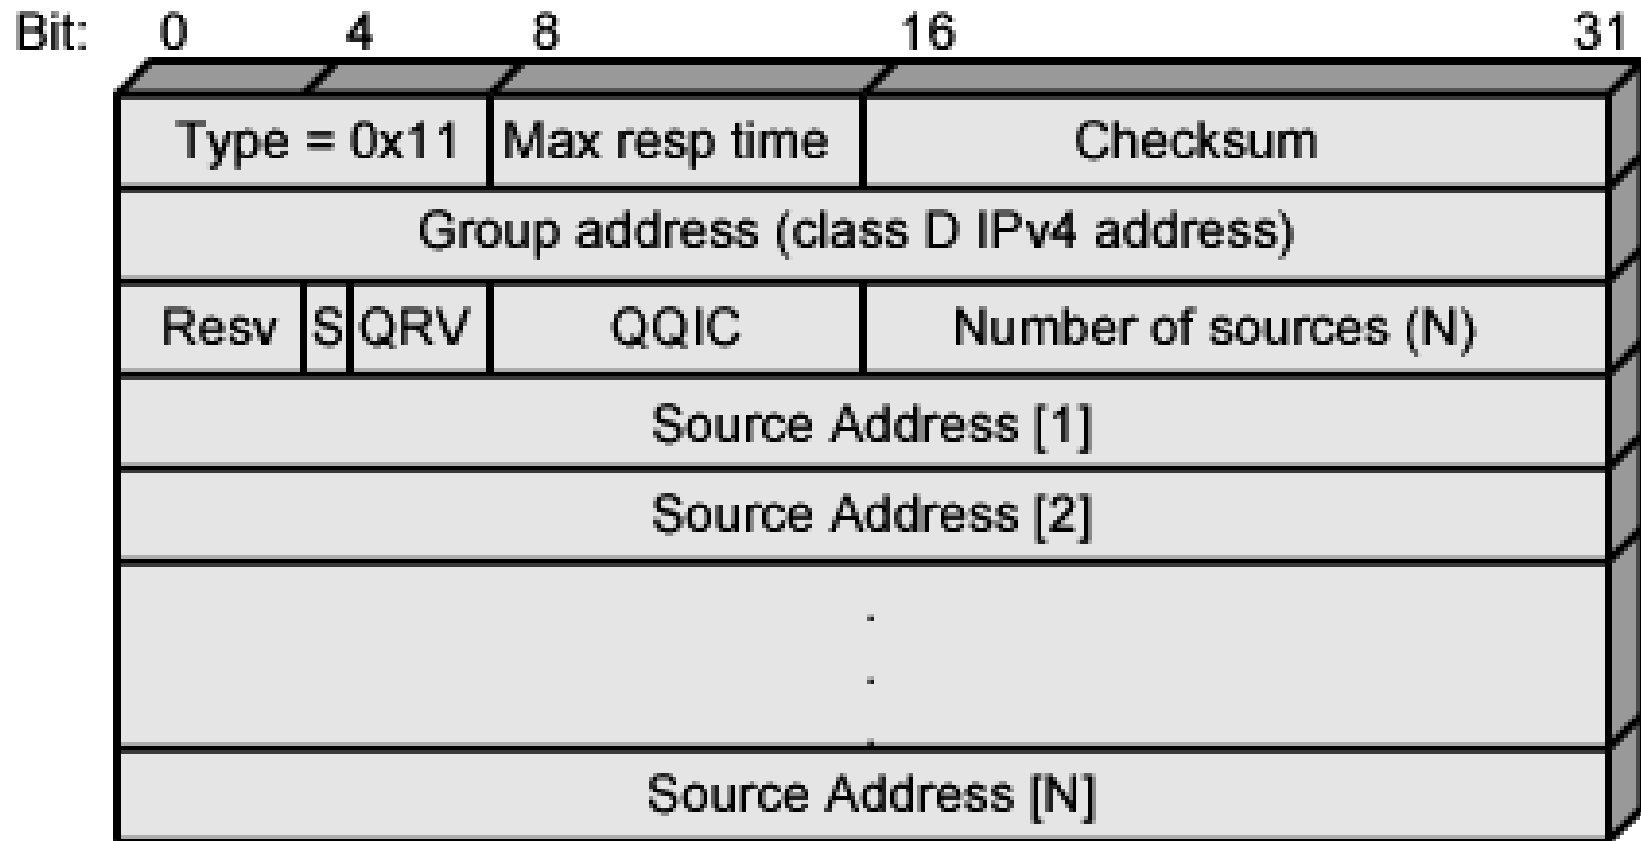 Bit: 0 4 8 16 31
Type = 0x11 Max resp time Checksum
Group address (class D IPv4 address)
Resv S QRV QQIC Number of sources (N)
Source Address [1]
Source Address [2]
.
.
.
Source Address [N]